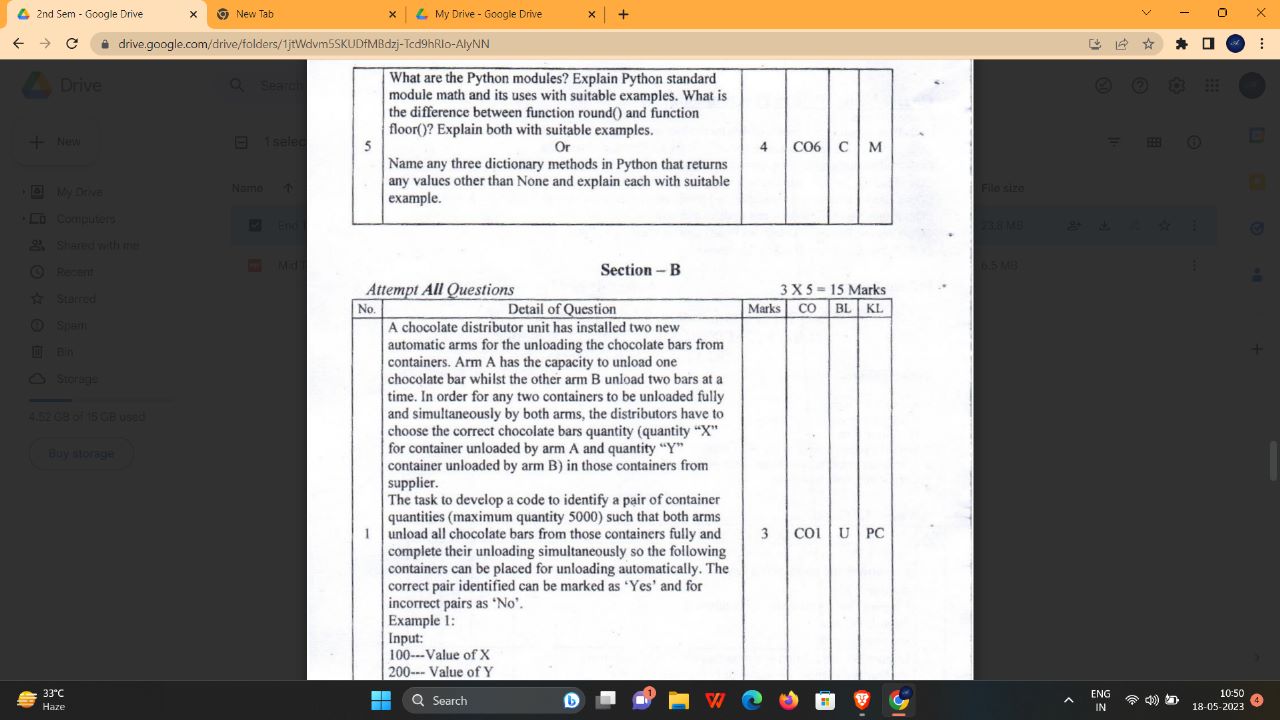 2nd Sem - Google Drive
New Tab
My Drive - Google Drive
drive.google.com/drive/folders/1jtWdvm5SKUDfMBdzj-Tcd9hRIo-AlyNN
Drive
Search
New
1 selec
My Drive
Computers
Shared with me
Recent
Starred
Spam
Bin
Storage
4.52 GB of 15 GB used
Buy storage
Name
File size
End
23.8 MB
Mid T
6.5 MB
What are the Python modules? Explain Python standard
module math and its uses with suitable examples. What is
the difference between function round() and function
floor()? Explain both with suitable examples.
5 Or 4 CO6 C M
Name any three dictionary methods in Python that returns
any values other than None and explain each with suitable
example.
Section – B
Attempt All Questions 3 X 5 = 15 Marks
No. Detail of Question Marks CO BL KL
A chocolate distributor unit has installed two new
automatic arms for the unloading the chocolate bars from
containers. Arm A has the capacity to unload one
chocolate bar whilst the other arm B unload two bars at a
time. In order for any two containers to be unloaded fully
and simultaneously by both arms, the distributors have to
choose the correct chocolate bars quantity (quantity “X”
for container unloaded by arm A and quantity “Y”
container unloaded by arm B) in those containers from
supplier.
The task to develop a code to identify a pair of container
quantities (maximum quantity 5000) such that both arms
1 unload all chocolate bars from those containers fully and 3 CO1 U PC
complete their unloading simultaneously so the following
containers can be placed for unloading automatically. The
correct pair identified can be marked as ‘Yes’ and for
incorrect pairs as ‘No’.
Example 1:
Input:
100---Value of X
200--- Value of Y
33°C
Haze
Search
1
ENG
IN
10:50
18-05-2023
4